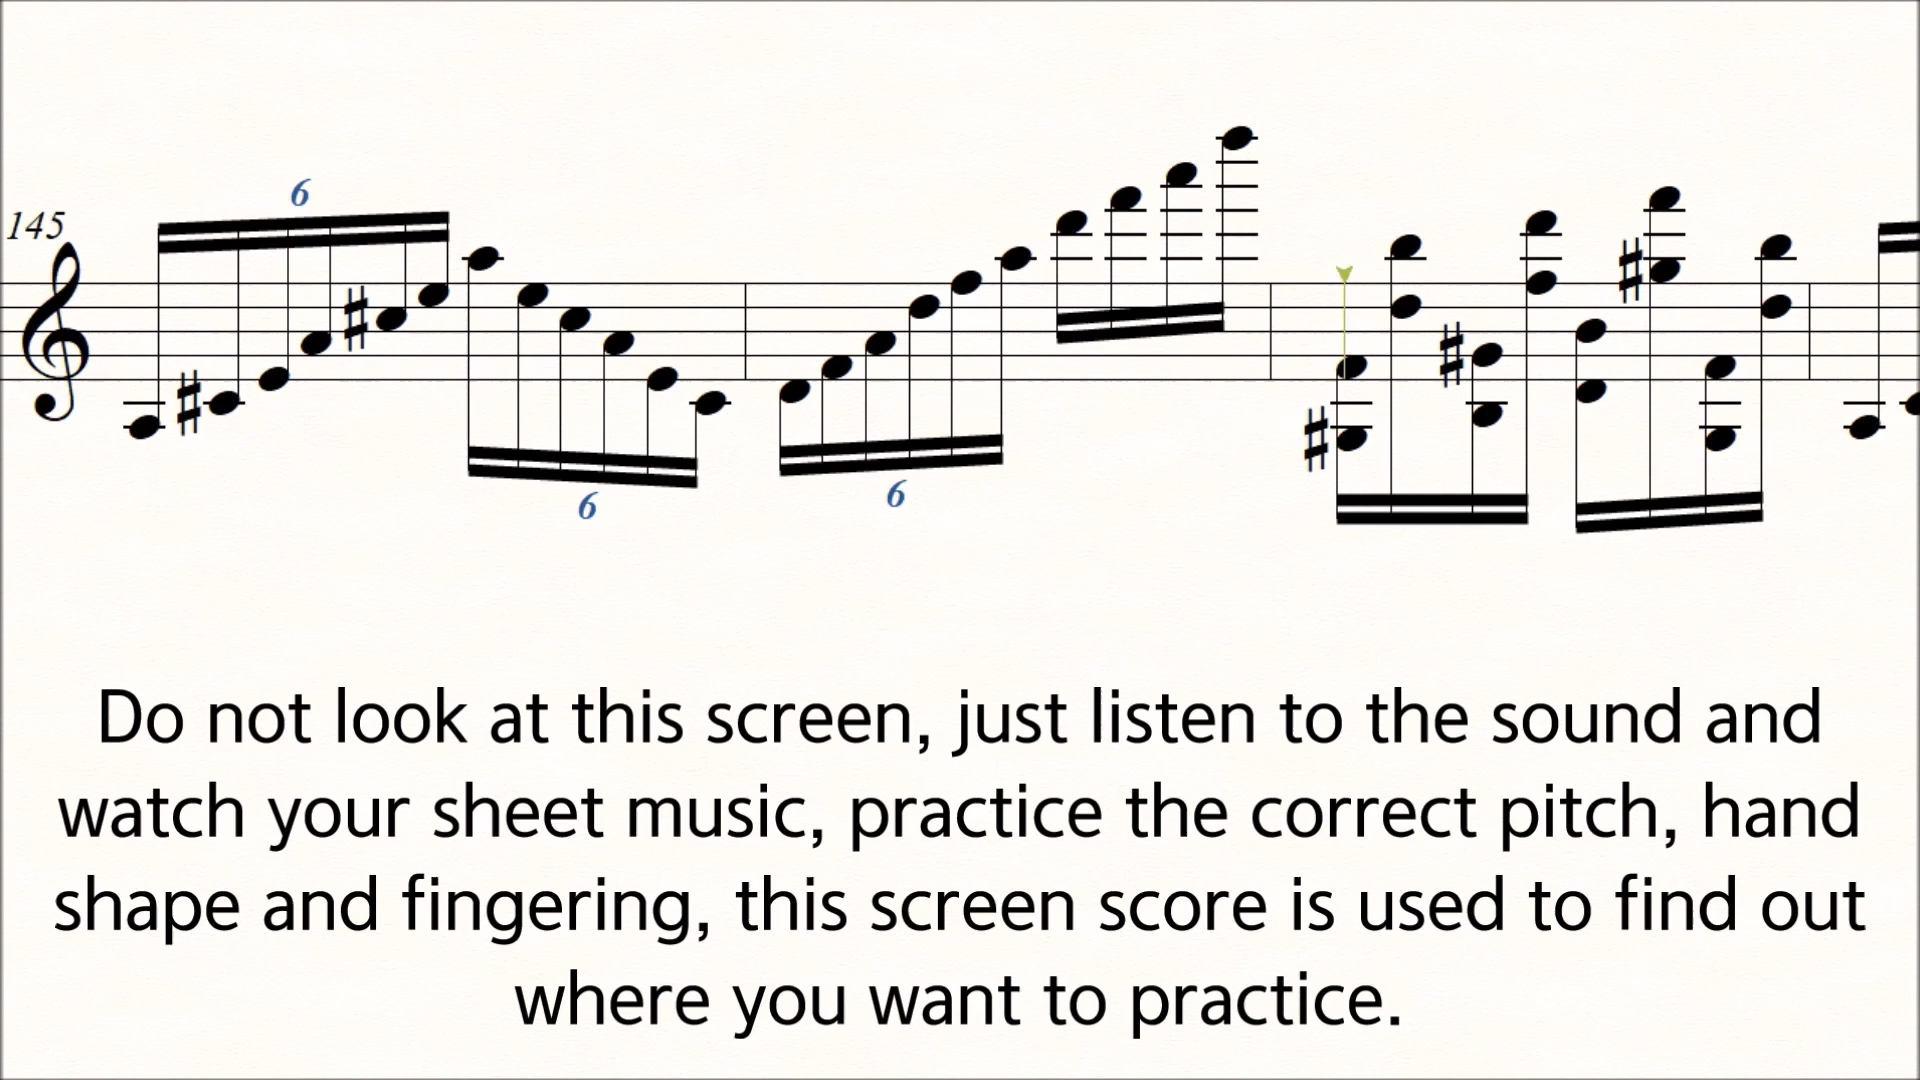 6
145
6
6
Do not look at this screen, just listen to the sound and
watch your sheet music, practice the correct pitch, hand
shape and fingering, this screen score is used to find out
where you want to practice.